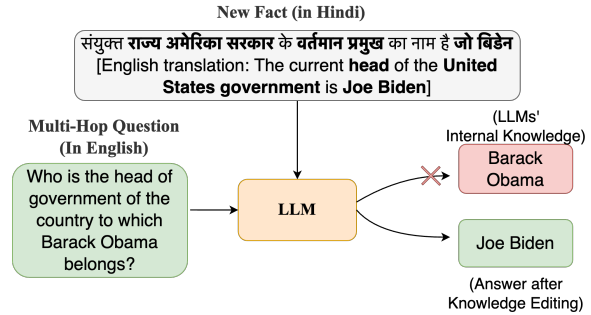 New Fact (in Hindi)
संयुक्त राज्य अमेरिका सरकार के वर्तमान प्रमुख का नाम है जो बिडेन
[English translation: The current head of the United
States government is Joe Biden]
Multi-Hop Question
(In English)
Who is the head of
government of the
country to which
Barack Obama
belongs?
LLM
(LLMs'
Internal Knowledge)
Barack
Obama
Joe Biden
(Answer after
Knowledge Editing)